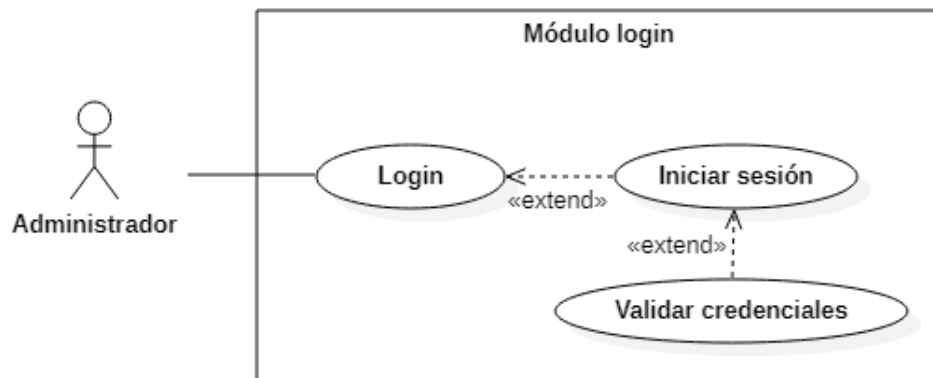 Módulo login
Login
Iniciar sesión
«extend»
Administrador
«extend»
Validar credenciales